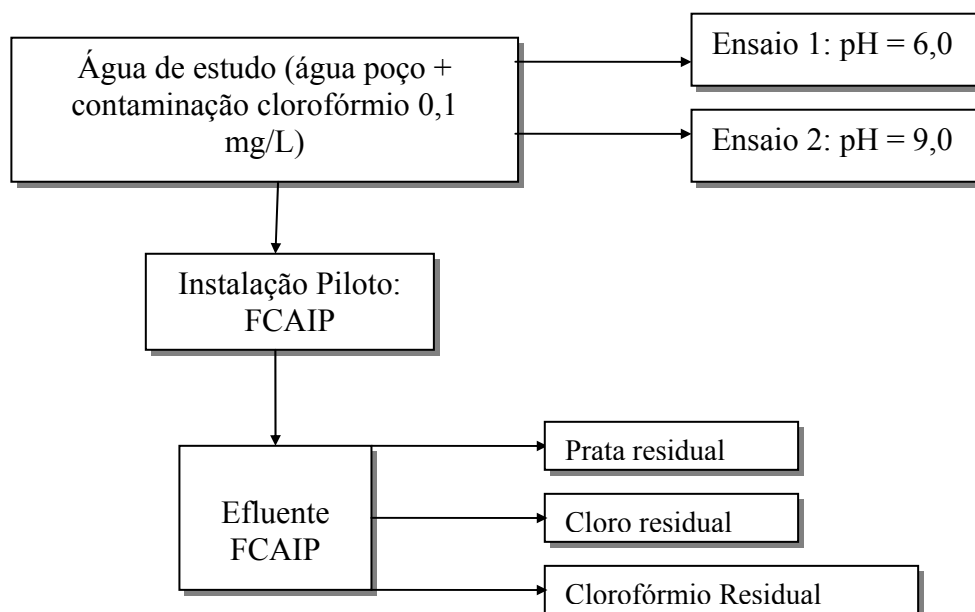 Água de estudo (água poço +
contaminação clorofórmio 0,1
mg/L)
Ensaio 1: pH = 6,0
Ensaio 2: pH = 9,0
Instalação Piloto:
FCAIP
Efluente
FCAIP
Prata residual
Cloro residual
Clorofórmio Residual